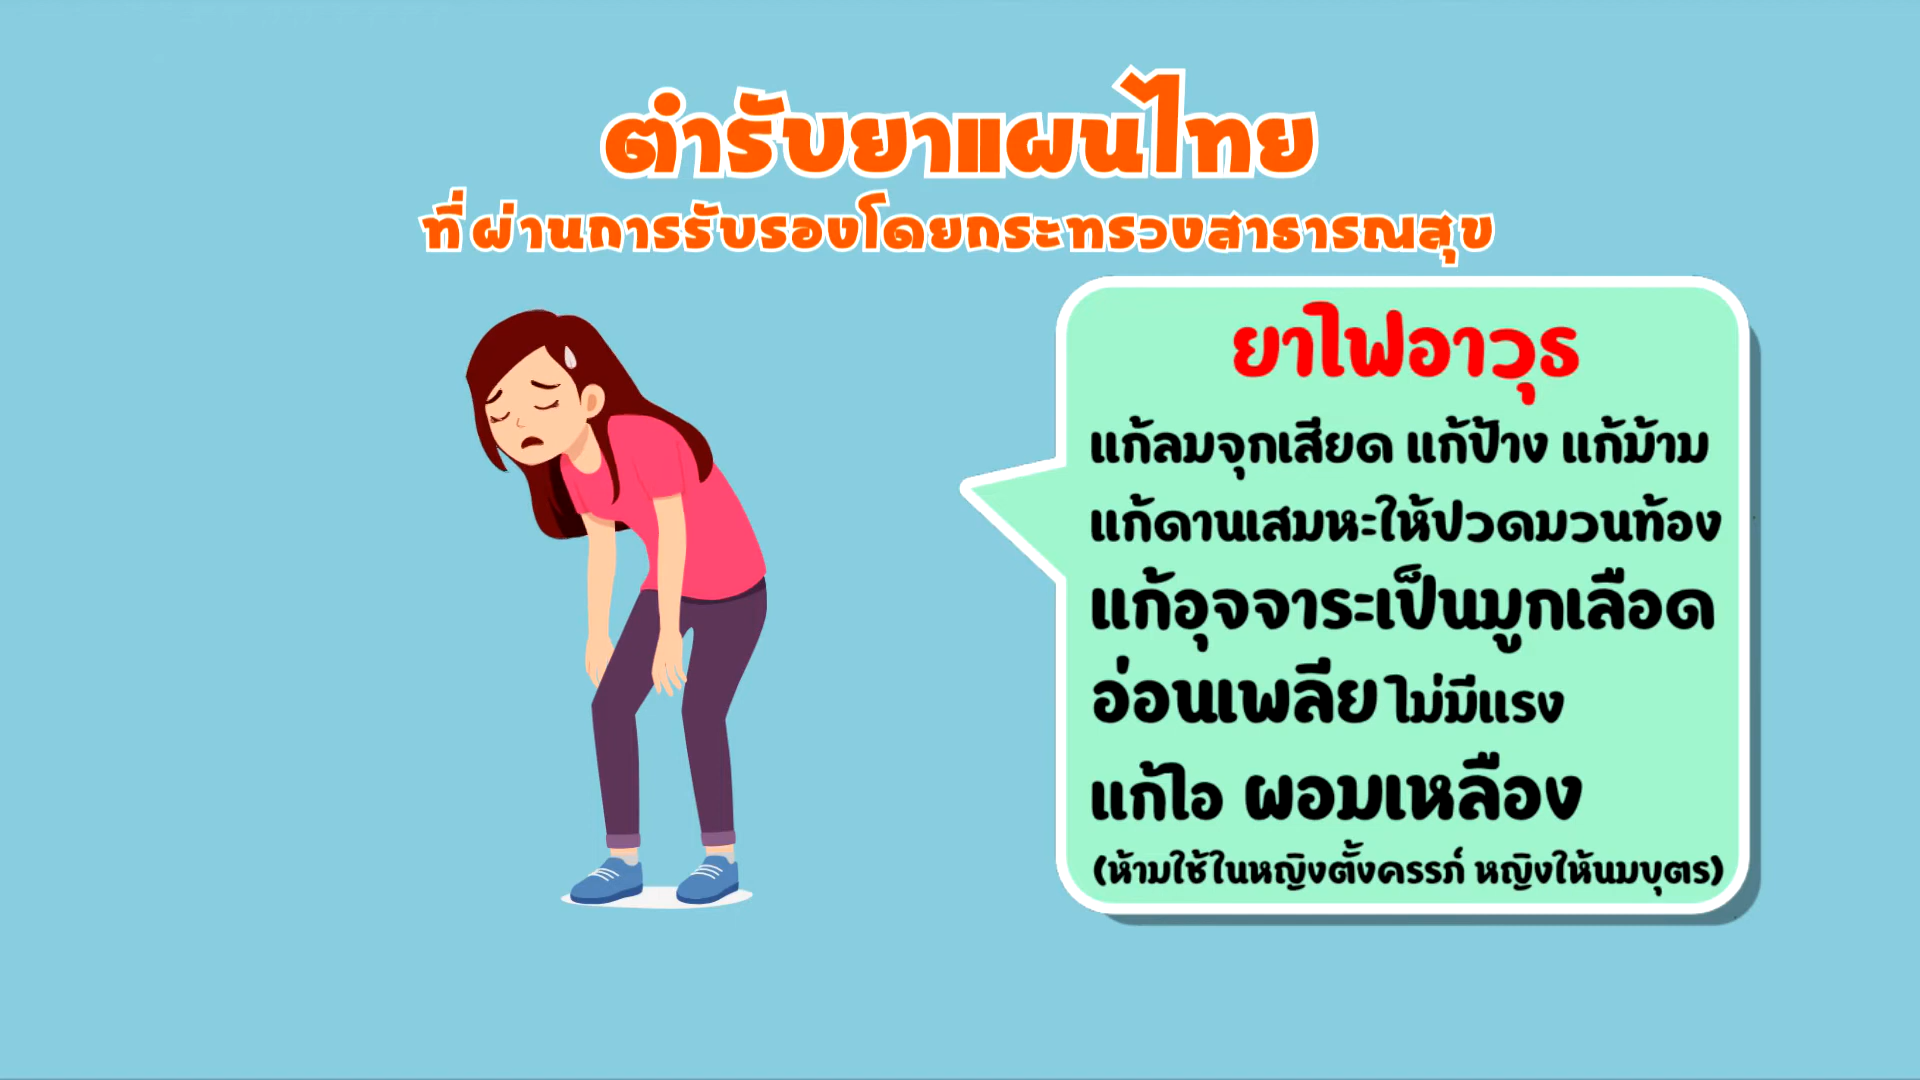 ตำรับยาแผนไทย
ที่ผ่านการรับรองโดยกระทรวงสาธารณสุข
ยาไฟอาวุธ
แก้ลมจุกเสียด แก้ป้าง แก้ม้าม
แก้ดานเสมหะให้ปวดมวนท้อง
แก้อุจจาระเป็นมูกเลือด
อ่อนเพลีย ไม่มีแรง
แก้ไอ ผอมเหลือง
(ห้ามใช้ในหญิงตั้งครรภ์ หญิงให้นมบุตร)